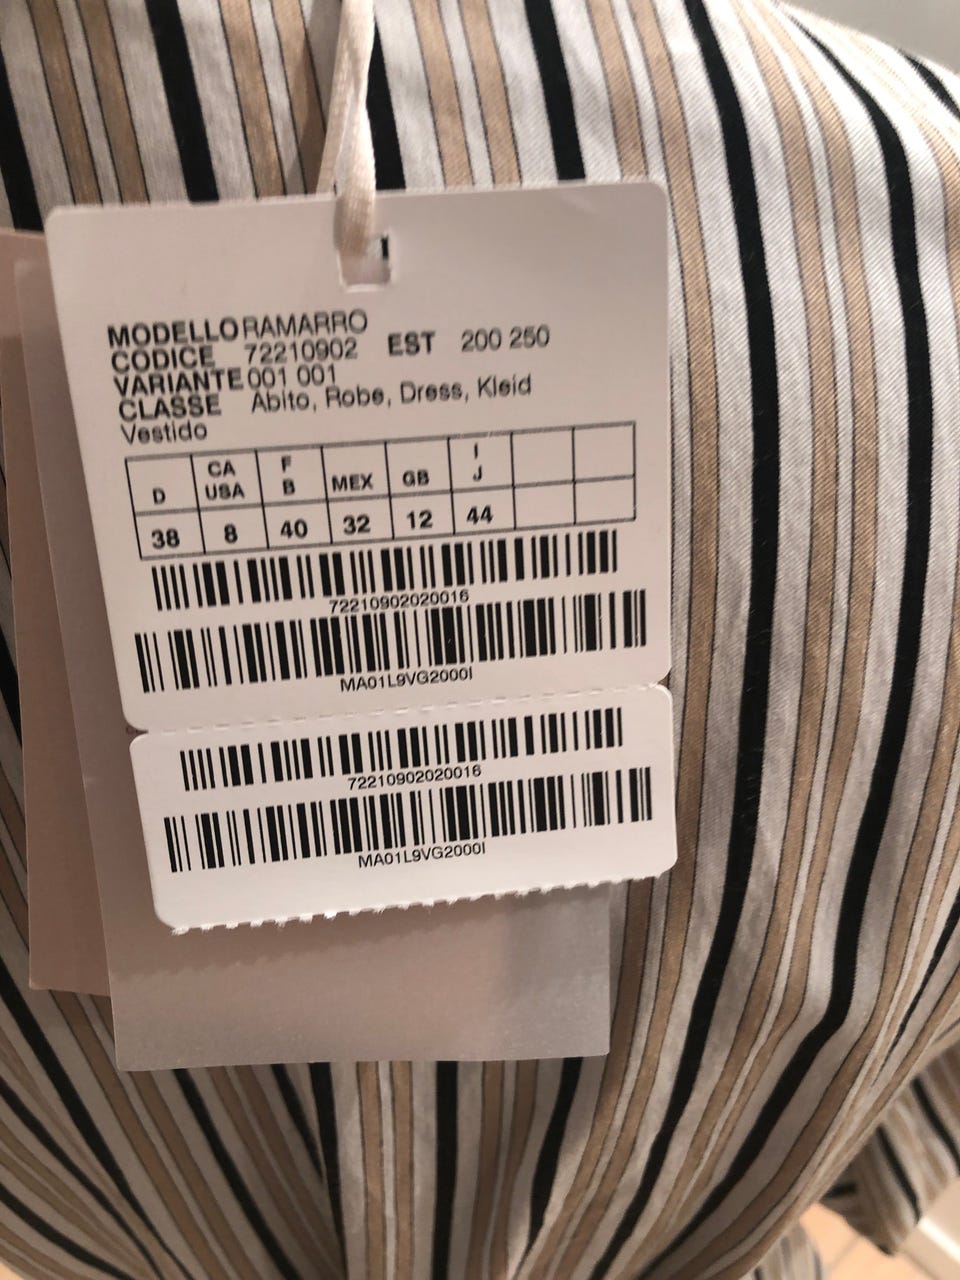 MODELLO RAMARRO
CODICE 72210902 EST 200 250
VARIANTE 001 001
CLASSE Abito, Robe, Dress, Kleid
Vestido
D CA USA F B MEX GB I J
38 8 40 32 12 44
72210902020016
MA01L9VG2000I
72210902020016
MA01L9VG2000I